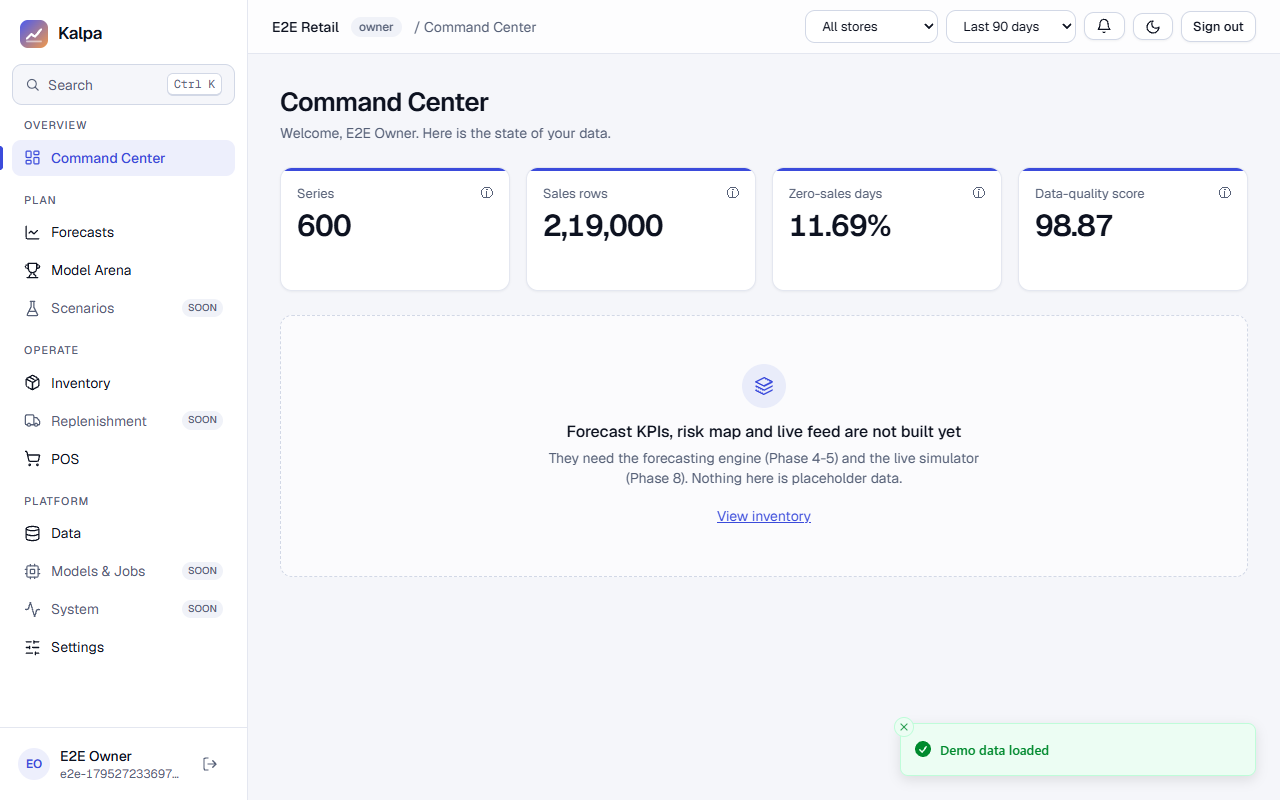 Kalpa
Search Ctrl K
OVERVIEW
Command Center
PLAN
Forecasts
Model Arena
Scenarios SOON
OPERATE
Inventory
Replenishment SOON
POS
PLATFORM
Data
Models & Jobs SOON
System SOON
Settings
EO E2E Owner
e2e-179527233697…
E2E Retail owner / Command Center
All stores
Last 90 days
Sign out
Command Center
Welcome, E2E Owner. Here is the state of your data.
Series
600
Sales rows
2,19,000
Zero-sales days
11.69%
Data-quality score
98.87
Forecast KPIs, risk map and live feed are not built yet
They need the forecasting engine (Phase 4-5) and the live simulator
(Phase 8). Nothing here is placeholder data.
View inventory
Demo data loaded